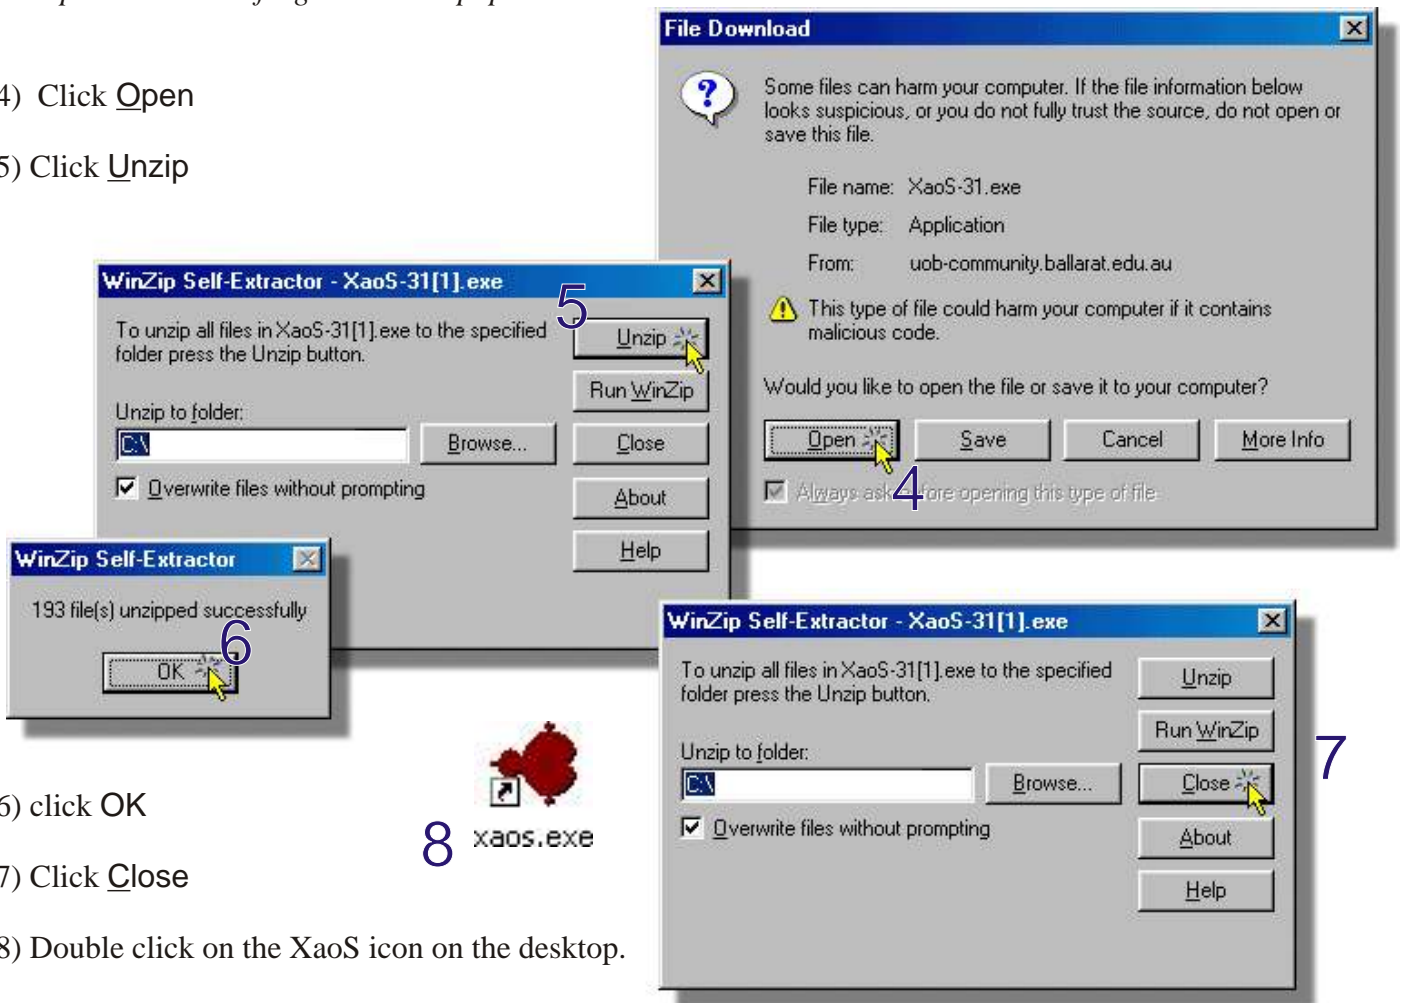 File Download
4) Click Open
Some files can harm your computer. If the file information below
looks suspicious, or you do not fully trust the source, do not open or
save this file.
5) Click Unzip
File name: XaoS-31.exe
File type: Application
From: uob-community.ballarat.edu.au
This type of file could harm your computer if it contains
malicious code.
Would you like to open the file or save it to your computer?
Open
Save
Cancel
More Info
4
Always ask before opening this type of file
WinZip Self-Extractor - XaoS-31[1].exe
5
To unzip all files in XaoS-31[1].exe to the specified
folder press the Unzip button.
Unzip to folder:
C:\
Browse...
Overwrite files without prompting
Unzip
Run WinZip
Close
About
Help
WinZip Self-Extractor
193 file(s) unzipped successfully
6
OK
WinZip Self-Extractor - XaoS-31[1].exe
To unzip all files in XaoS-31[1].exe to the specified
folder press the Unzip button.
Unzip to folder:
C:\
Browse...
Overwrite files without prompting
Unzip
Run WinZip
7
Close
About
Help
6) click OK
8
xaos.exe
7) Click Close
8) Double click on the XaoS icon on the desktop.